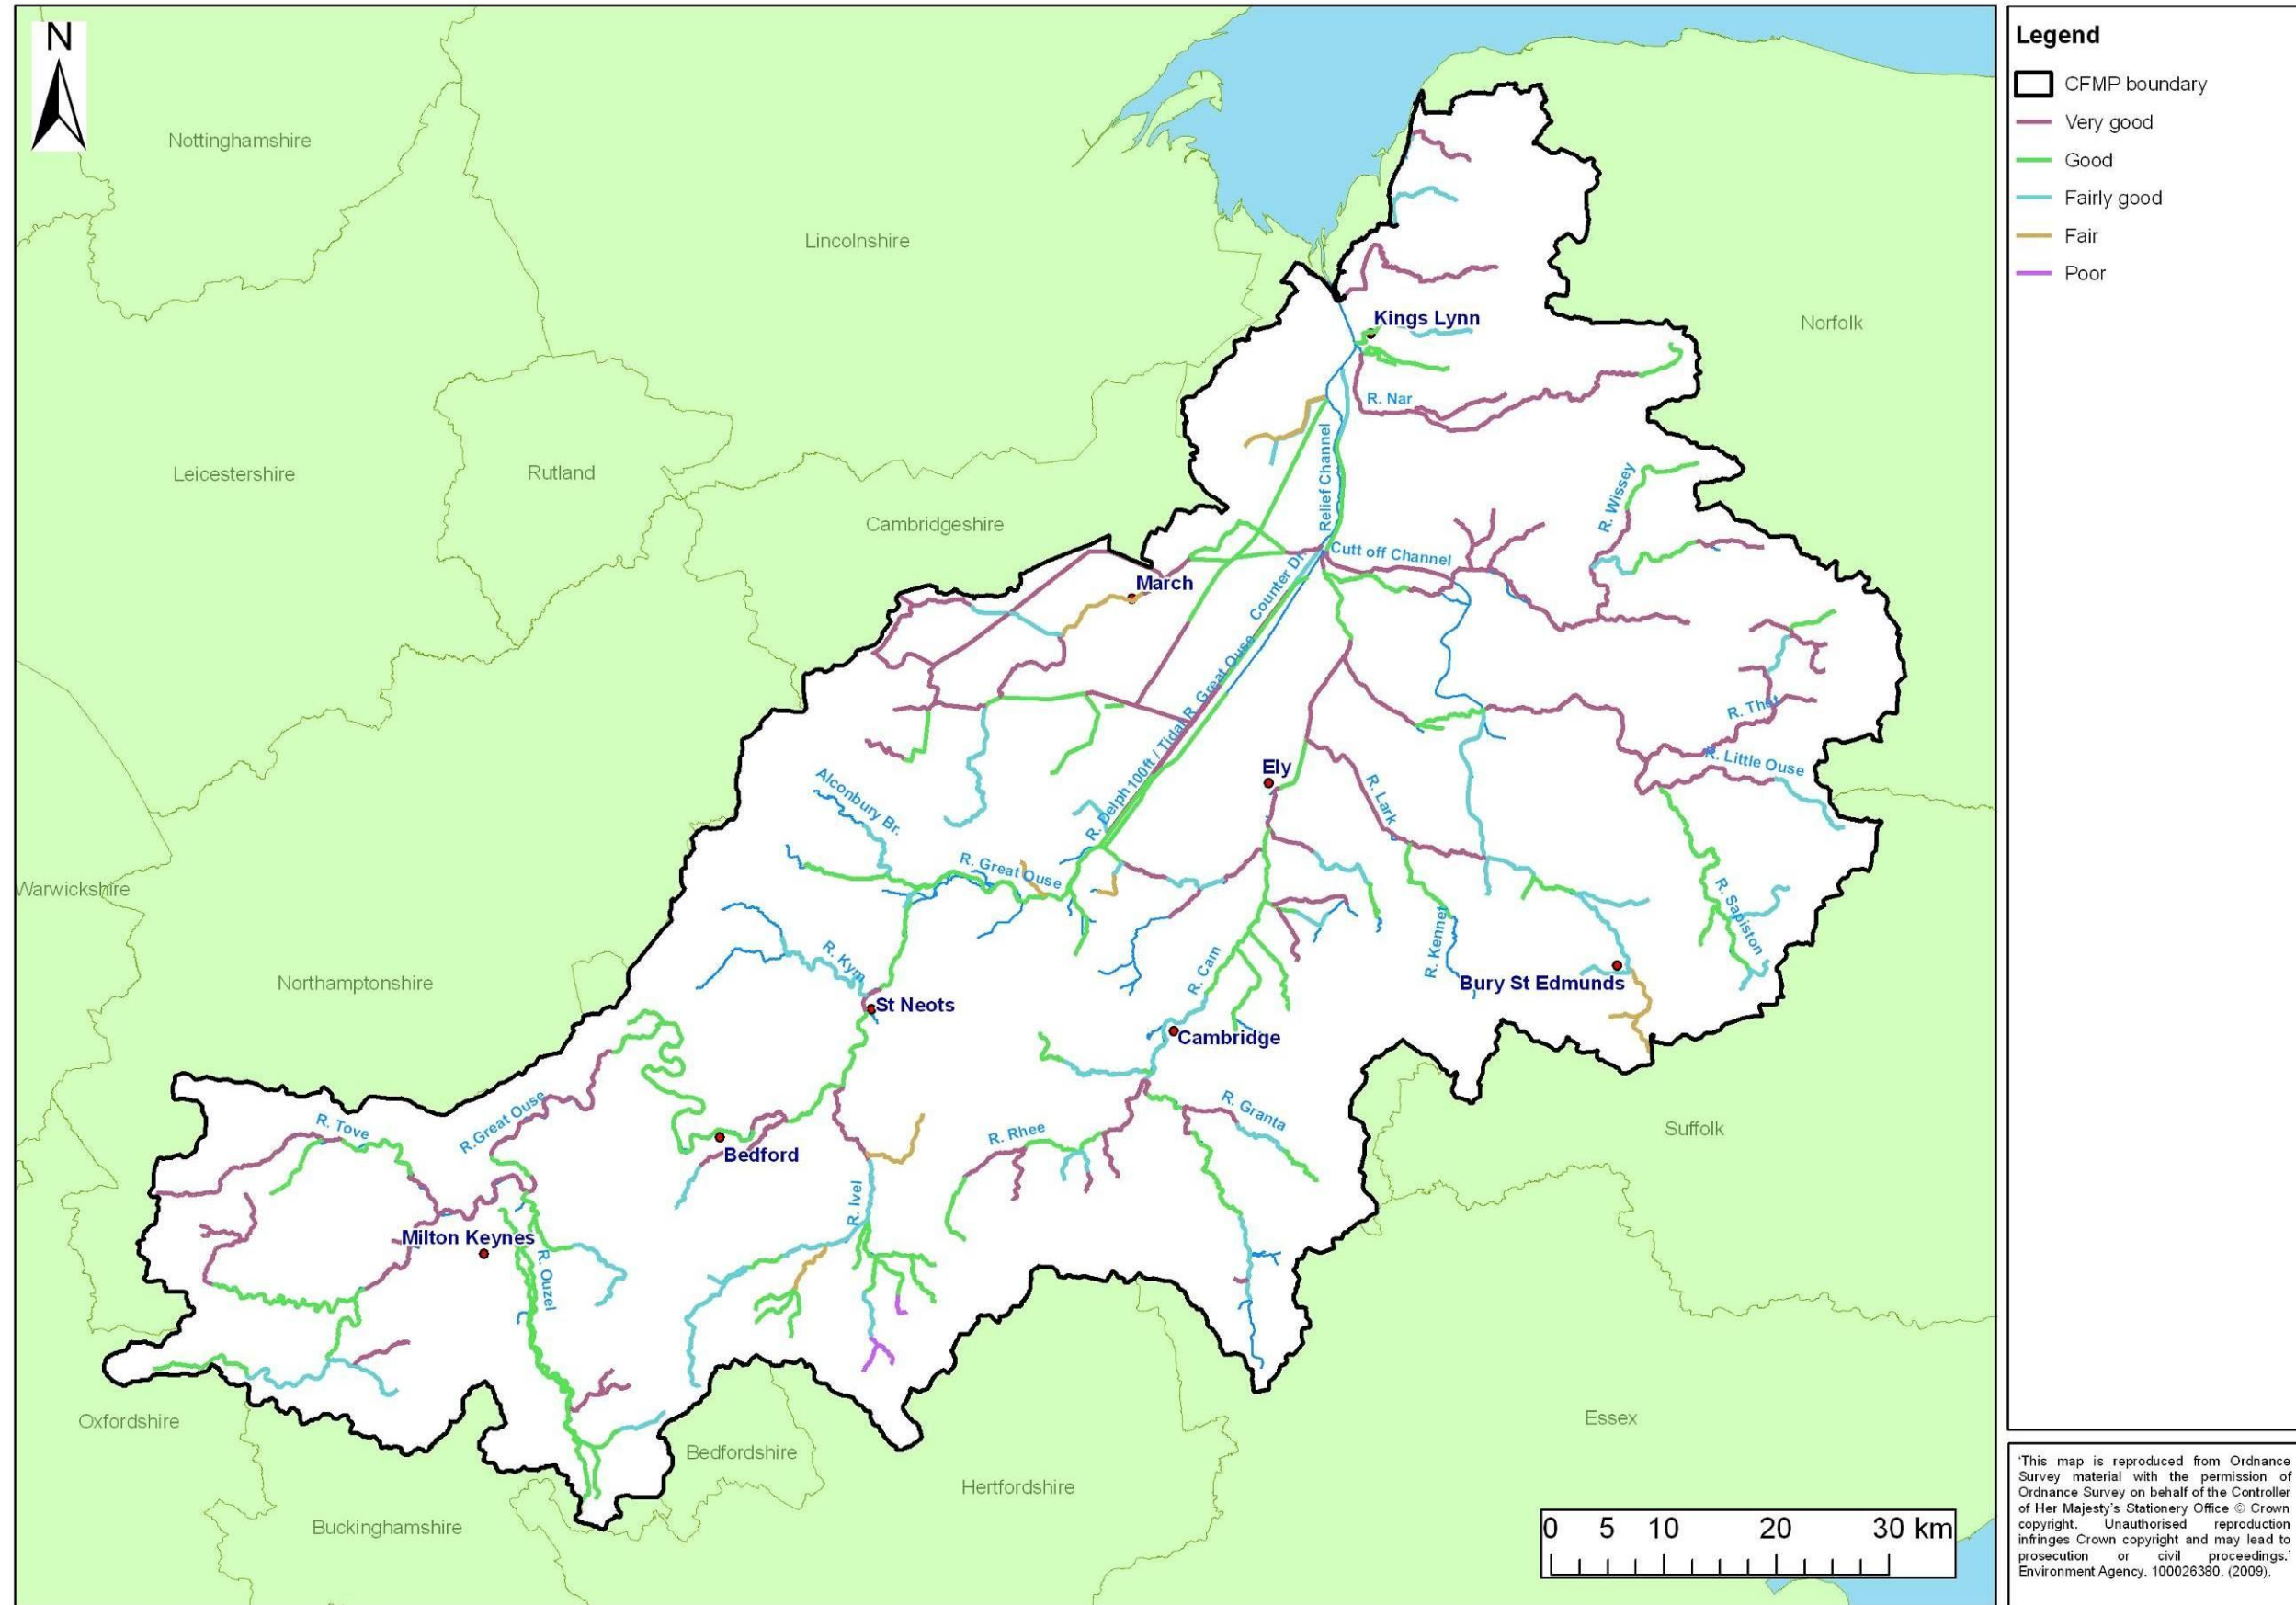 N
Nottinghamshire
Lincolnshire
Norfolk
Leicestershire
Rutland
Cambridgeshire
Warwickshire
Northamptonshire
Suffolk
Oxfordshire
Buckinghamshire
Bedfordshire
Hertfordshire
Essex
Kings Lynn
R. Nar
Relief Channel
R. Wissey
Cutt off Channel
Counter Dr.
March
R. Delph 100ft / Tidal R. Great Ouse
R. Thet
R. Little Ouse
Ely
R. Lark
Alconbury Br.
R. Great Ouse
R. Sapiston
R. Kennet
R. Kym
R. Cam
Bury St Edmunds
St Neots
Cambridge
R.Great Ouse
R. Tove
R. Granta
R. Rhee
Bedford
R. Ivel
Milton Keynes
R. Ouzel
0 5 10 20 30 km
Legend
CFMP boundary
Very good
Good
Fairly good
Fair
Poor
'This map is reproduced from Ordnance
Survey material with the permission of
Ordnance Survey on behalf of the Controller
of Her Majesty's Stationery Office © Crown
copyright. Unauthorised reproduction
infringes Crown copyright and may lead to
prosecution or civil proceedings.'
Environment Agency. 100026380. (2009).